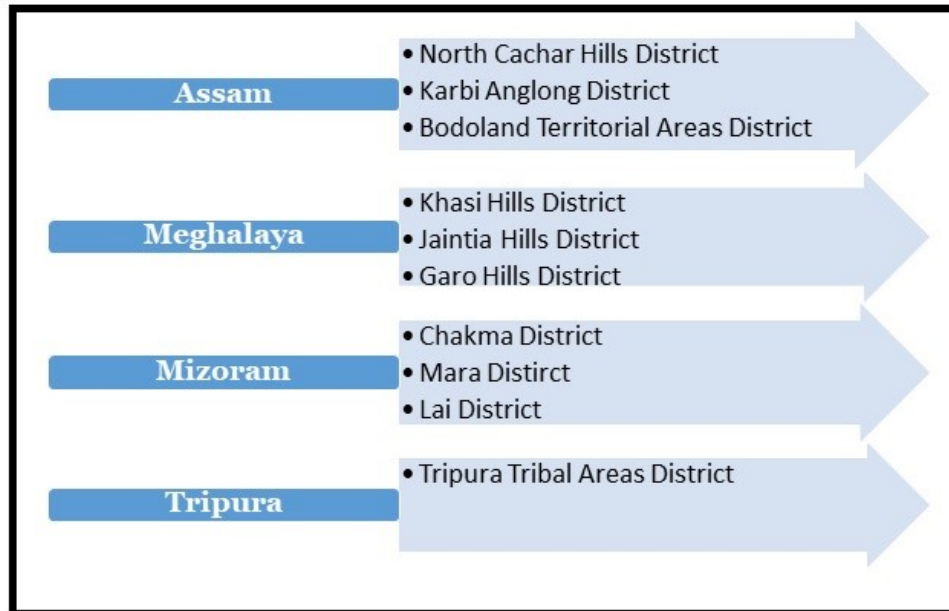 Assam
• North Cachar Hills District
• Karbi Anglong District
• Bodoland Territorial Areas District
Meghalaya
• Khasi Hills District
• Jaintia Hills District
• Garo Hills District
Mizoram
• Chakma District
• Mara Distirct
• Lai District
Tripura
• Tripura Tribal Areas District